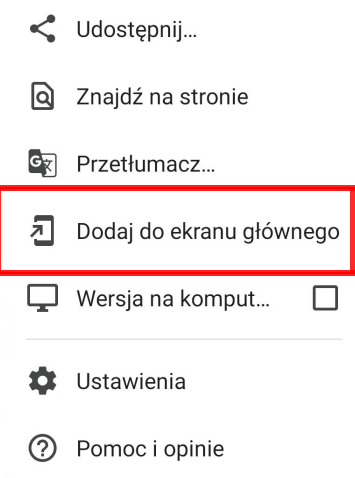 Udostępnij...
Znajdź na stronie
Przetłumacz...
Dodaj do ekranu głównego
Wersja na komput...
Ustawienia
Pomoc i opinie